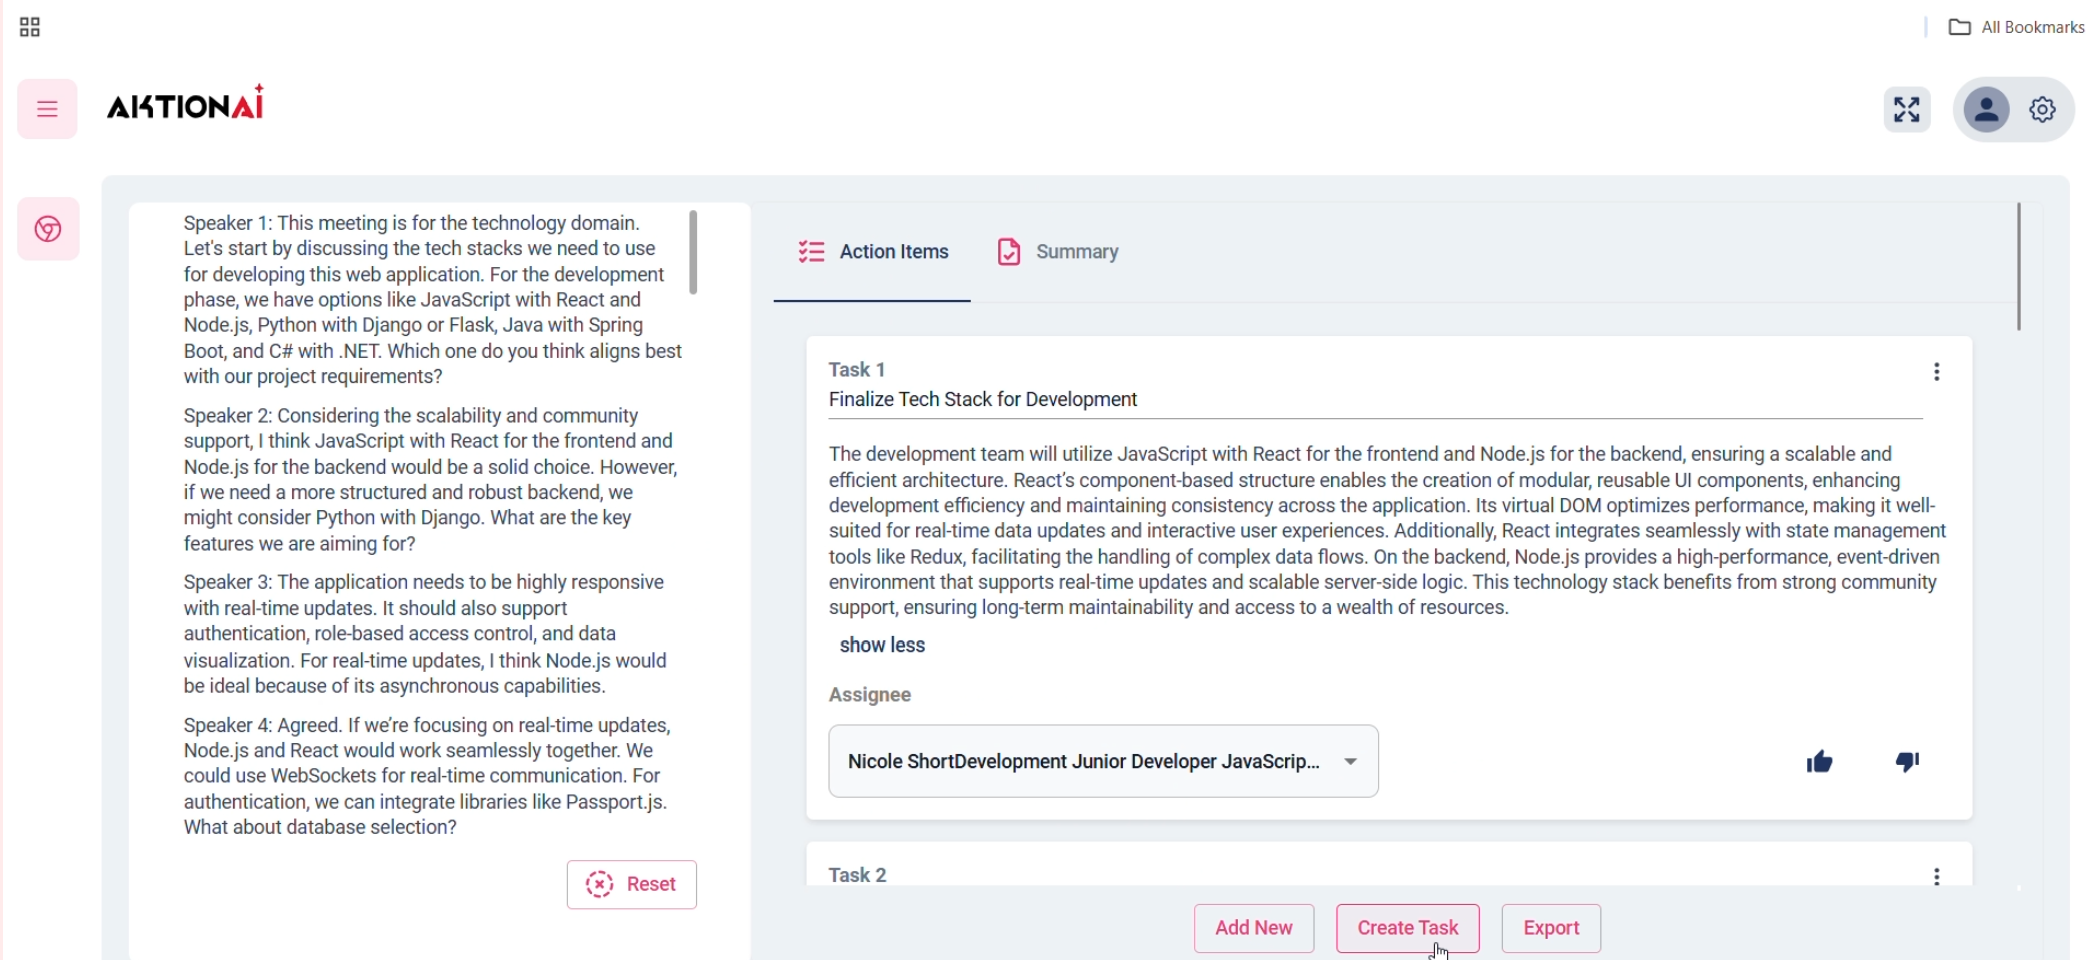 All Bookmarks
AKTIONAi
Speaker 1: This meeting is for the technology domain.
Let's start by discussing the tech stacks we need to use
for developing this web application. For the development
phase, we have options like JavaScript with React and
Node.js, Python with Django or Flask, Java with Spring
Boot, and C# with .NET. Which one do you think aligns best
with our project requirements?
Speaker 2: Considering the scalability and community
support, I think JavaScript with React for the frontend and
Node.js for the backend would be a solid choice. However,
if we need a more structured and robust backend, we
might consider Python with Django. What are the key
features we are aiming for?
Speaker 3: The application needs to be highly responsive
with real-time updates. It should also support
authentication, role-based access control, and data
visualization. For real-time updates, I think Node.js would
be ideal because of its asynchronous capabilities.
Speaker 4: Agreed. If we’re focusing on real-time updates,
Node.js and React would work seamlessly together. We
could use WebSockets for real-time communication. For
authentication, we can integrate libraries like Passport.js.
What about database selection?
Reset
Action Items
Summary
Task 1
Finalize Tech Stack for Development
The development team will utilize JavaScript with React for the frontend and Node.js for the backend, ensuring a scalable and
efficient architecture. React’s component-based structure enables the creation of modular, reusable UI components, enhancing
development efficiency and maintaining consistency across the application. Its virtual DOM optimizes performance, making it well-
suited for real-time data updates and interactive user experiences. Additionally, React integrates seamlessly with state management
tools like Redux, facilitating the handling of complex data flows. On the backend, Node.js provides a high-performance, event-driven
environment that supports real-time updates and scalable server-side logic. This technology stack benefits from strong community
support, ensuring long-term maintainability and access to a wealth of resources.
show less
Assignee
Nicole ShortDevelopment Junior Developer JavaScrip...
Task 2
Add New
Create Task
Export